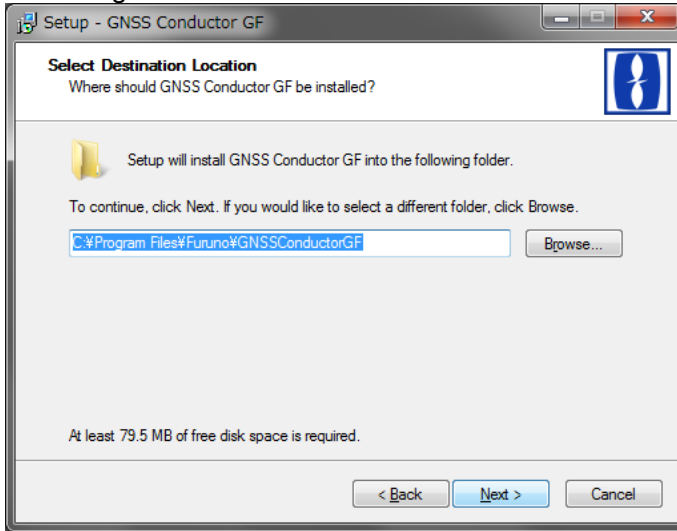 Setup - GNSS Conductor GF
Select Destination Location
Where should GNSS Conductor GF be installed?
Setup will install GNSS Conductor GF into the following folder.
To continue, click Next. If you would like to select a different folder, click Browse.
C:¥Program Files¥Furuno¥GNSSConductorGF
Browse...
At least 79.5 MB of free disk space is required.
< Back Next > Cancel